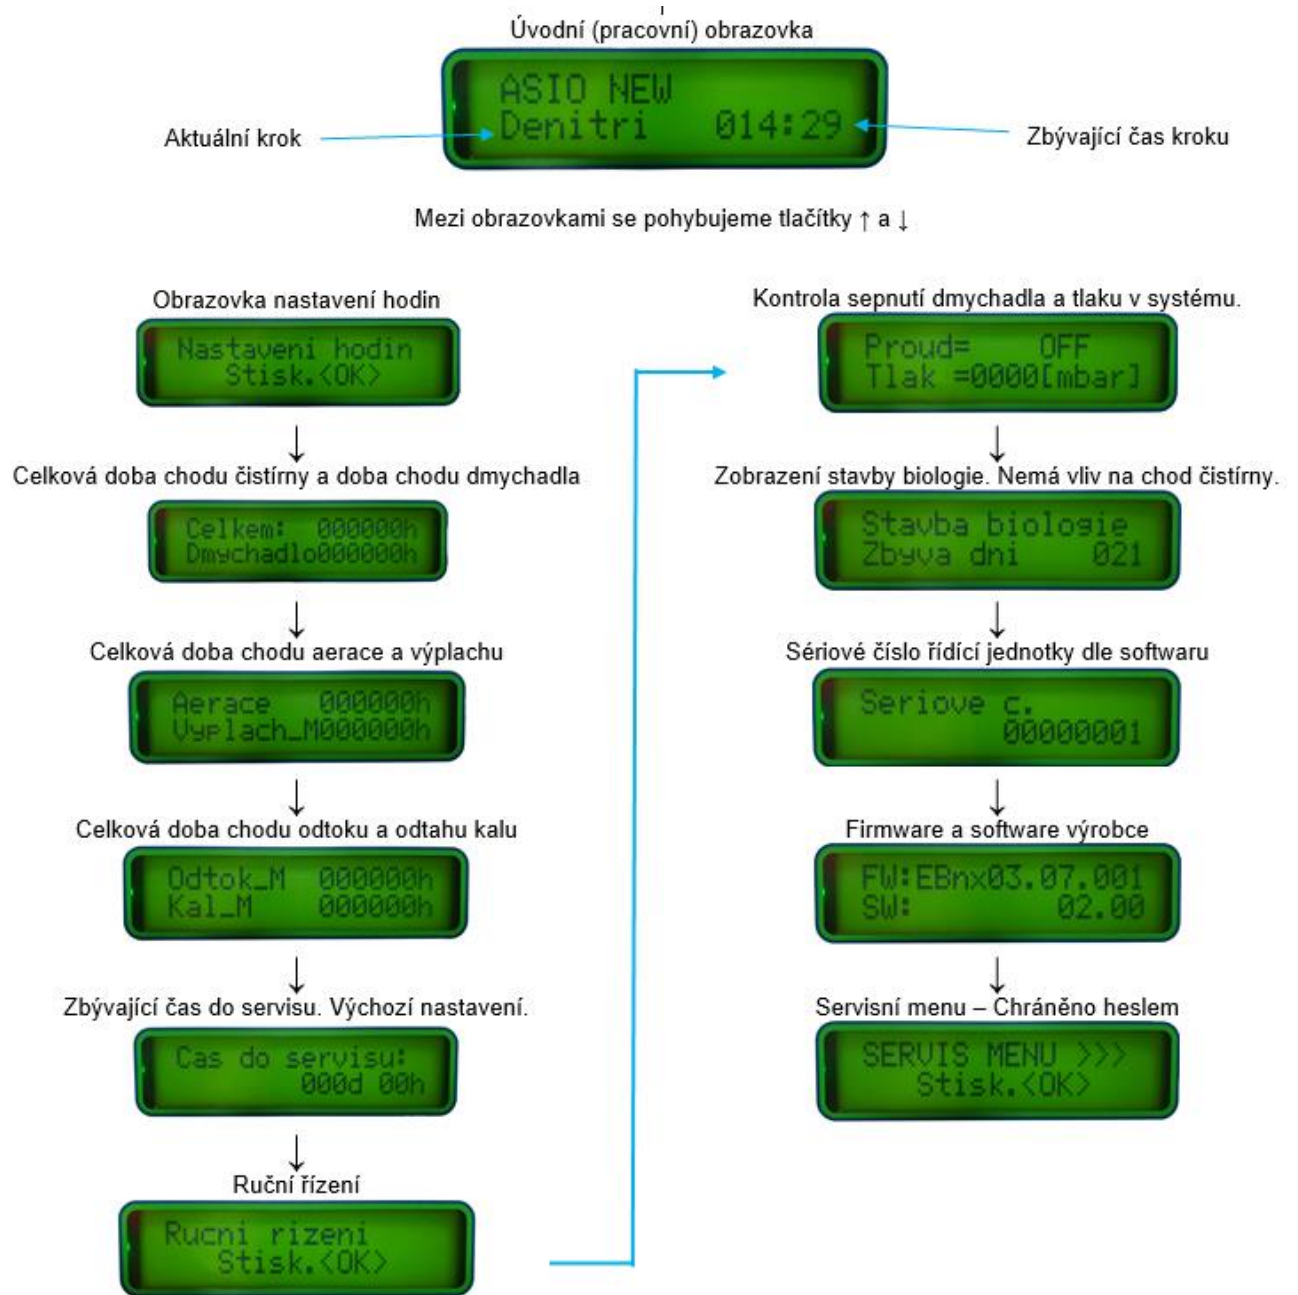 Úvodní (pracovní) obrazovka
ASIO NEW
Denitri 014:29
Aktuální krok
Zbývající čas kroku
Mezi obrazovkami se pohybujeme tlačítky ↑ a ↓
Obrazovka nastavení hodin
Nastaveni hodin
Stisk.<OK>
↓
Celková doba chodu čistírny a doba chodu dmychadla
Celkem: 000000h
Dmychadlo000000h
↓
Celková doba chodu aerace a výplachu
Aerace 000000h
Vyplach_M000000h
↓
Celková doba chodu odtoku a odtahu kalu
Odtok_M 000000h
Kal_M 000000h
↓
Zbývající čas do servisu. Výchozí nastavení.
Cas do servisu:
000d 00h
↓
Ruční řízení
Rucni rizeni
Stisk.<OK>
Kontrola sepnutí dmychadla a tlaku v systému.
Proud= OFF
Tlak =0000[mbar]
↓
Zobrazení stavby biologie. Nemá vliv na chod čistírny.
Stavba biologie
Zbyva dni 021
↓
Sériové číslo řídící jednotky dle softwaru
Seriove c.
00000001
↓
Firmware a software výrobce
FW:EBnx03.07.001
SW: 02.00
↓
Servisní menu – Chráněno heslem
SERVIS MENU >>>
Stisk.<OK>